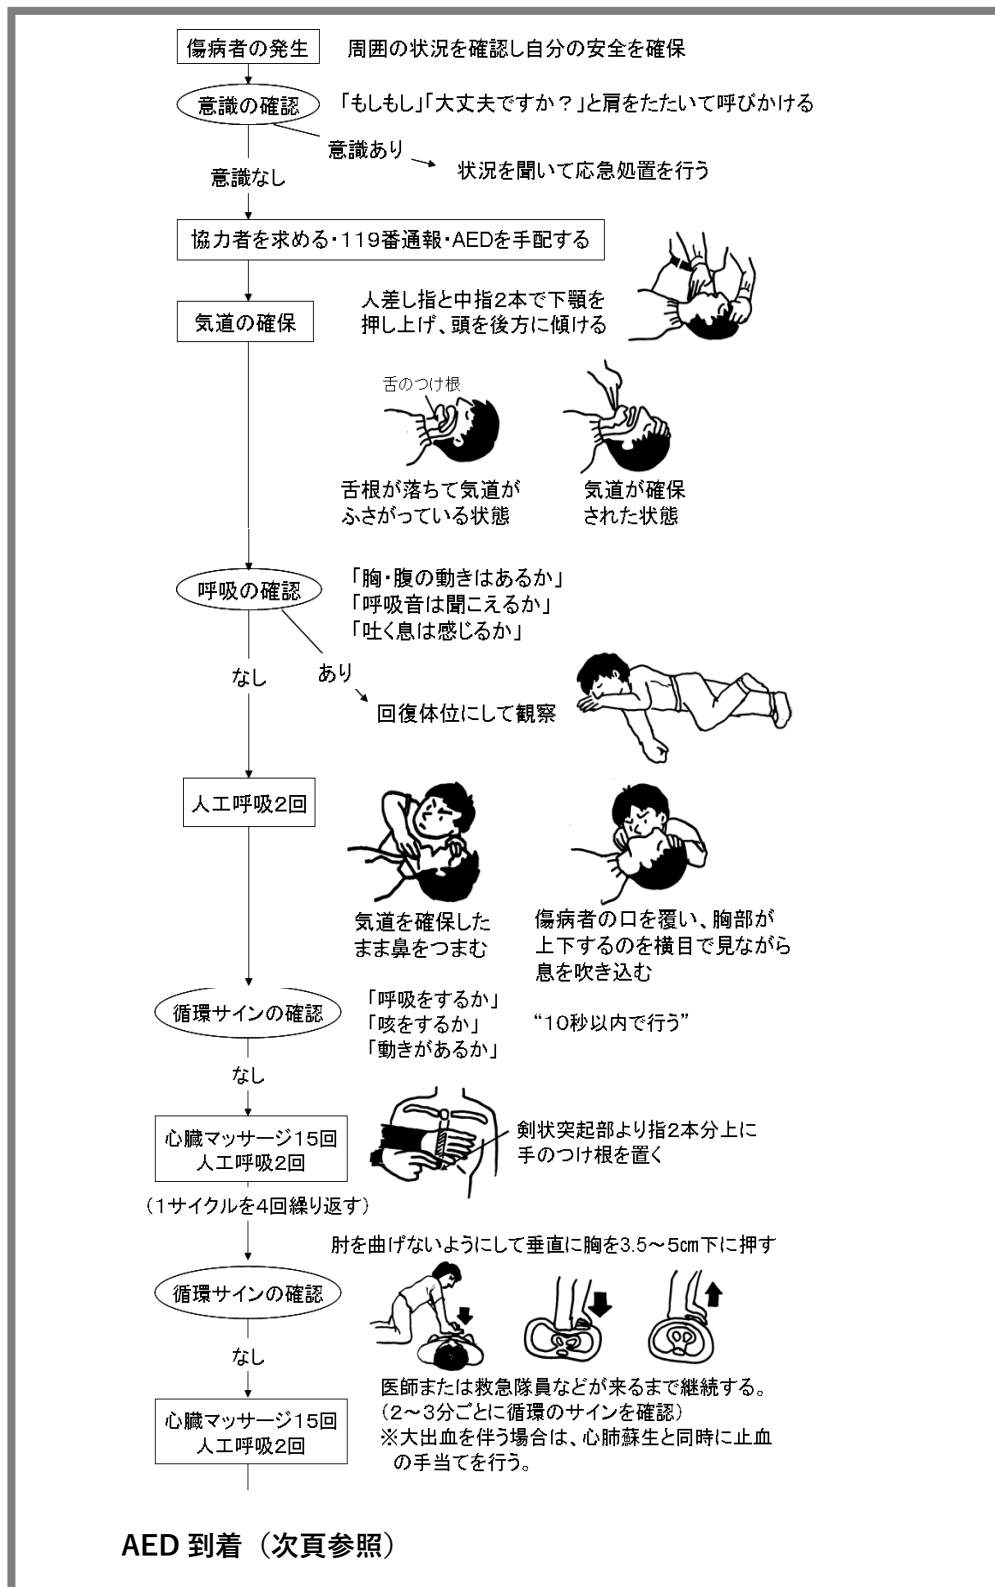 傷病者の発生
周囲の状況を確認し自分の安全を確保
意識の確認
「もしもし」「大丈夫ですか？」と肩をたたいて呼びかける
意識あり
状況を聞いて応急処置を行う
意識なし
協力者を求める・119番通報・AEDを手配する
気道の確保
人差し指と中指2本で下顎を
押し上げ、頭を後方に傾ける
舌のつけ根
舌根が落ちて気道が
ふさがっている状態
気道が確保
された状態
呼吸の確認
「胸・腹の動きはあるか」
「呼吸音は聞こえるか」
「吐く息は感じるか」
なし
あり
回復体位にして観察
人工呼吸2回
気道を確保した
まま鼻をつまむ
傷病者の口を覆い、胸部が
上下するのを横目で見ながら
息を吹き込む
循環サインの確認
「呼吸をするか」
「咳をするか」
「動きがあるか」
“10秒以内で行う”
なし
心臓マッサージ15回
人工呼吸2回
剣状突起部より指2本分上に
手のつけ根を置く
（1サイクルを4回繰り返す）
肘を曲げないようにして垂直に胸を3.5～5㎝下に押す
循環サインの確認
なし
医師または救急隊員などが来るまで継続する。
（2～3分ごとに循環のサインを確認）
※大出血を伴う場合は、心肺蘇生と同時に止血
の手当てを行う。
心臓マッサージ15回
人工呼吸2回
AED 到着（次頁参照）